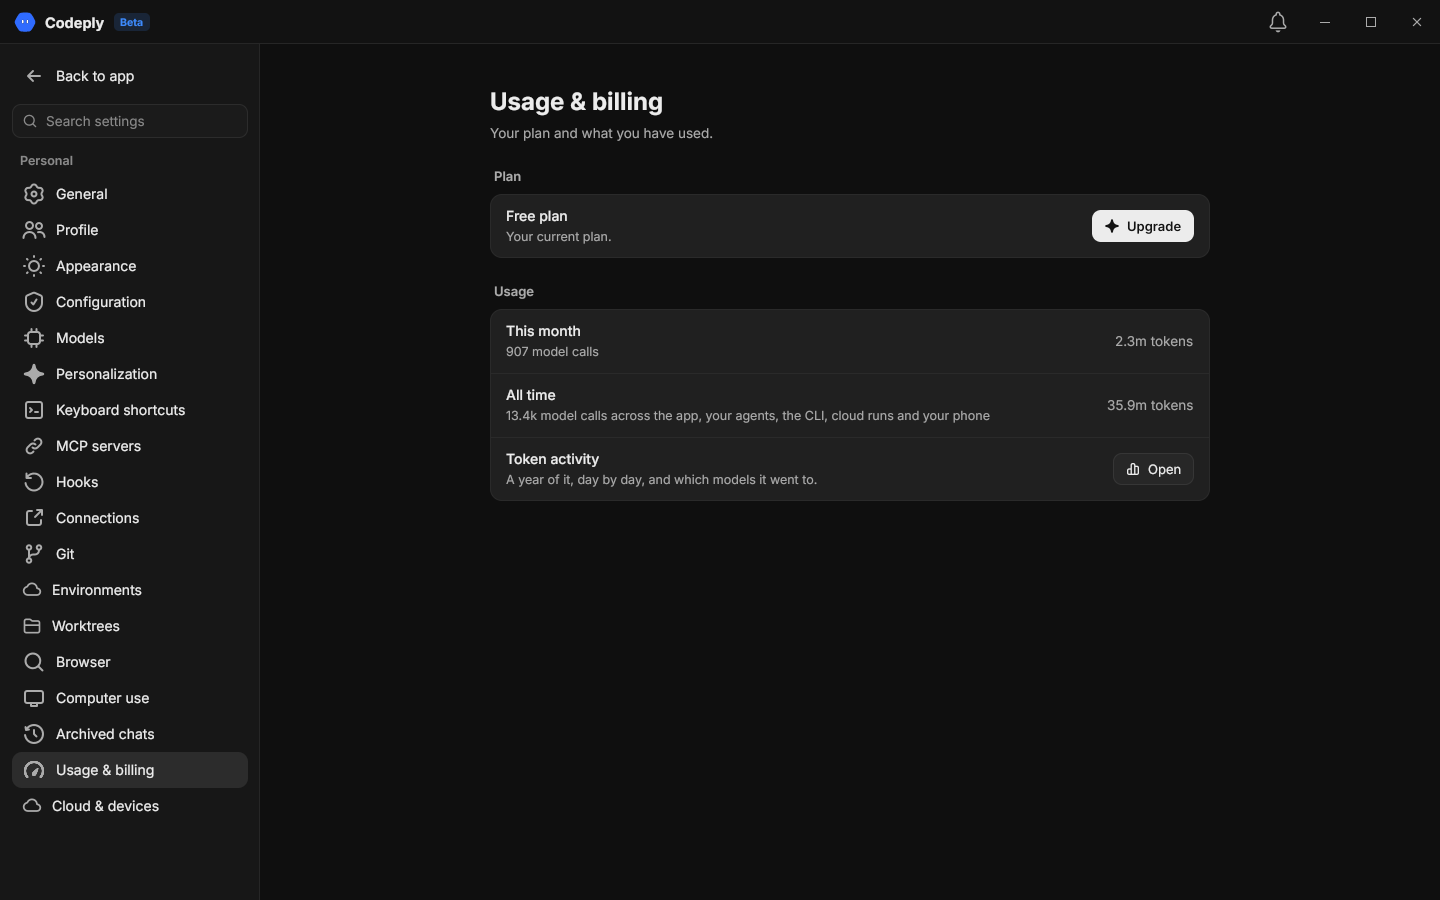 Codeply Beta
Back to app
Search settings
Personal
General
Profile
Appearance
Configuration
Models
Personalization
Keyboard shortcuts
MCP servers
Hooks
Connections
Git
Environments
Worktrees
Browser
Computer use
Archived chats
Usage & billing
Cloud & devices
Usage & billing
Your plan and what you have used.
Plan
Free plan
Your current plan.
Upgrade
Usage
This month
907 model calls
2.3m tokens
All time
13.4k model calls across the app, your agents, the CLI, cloud runs and your phone
35.9m tokens
Token activity
A year of it, day by day, and which models it went to.
Open